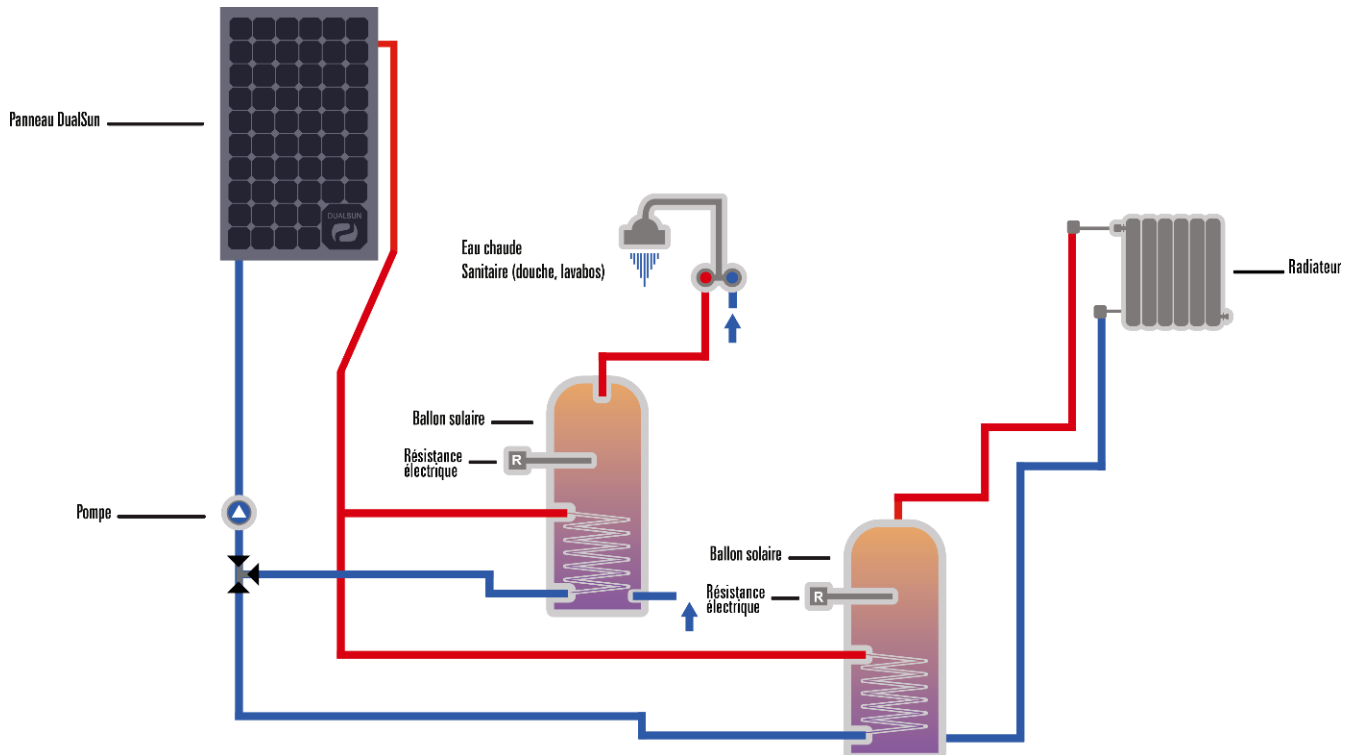 Panneau DualSun
DUALSUN
Eau chaude
Sanitaire (douche, lavabos)
Radiateur
Ballon solaire
Résistance
électrique
R
Pompe
Ballon solaire
Résistance
électrique
R